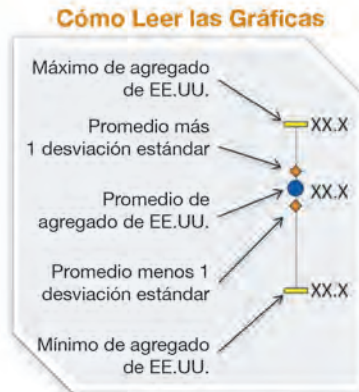 Cómo Leer las Gráficas
Máximo de agregado
de EE.UU.
XX.X
Promedio más
1 desviación estándar
Promedio de
agregado de EE.UU.
XX.X
Promedio menos 1
desviación estándar
XX.X
Mínimo de agregado
de EE.UU.